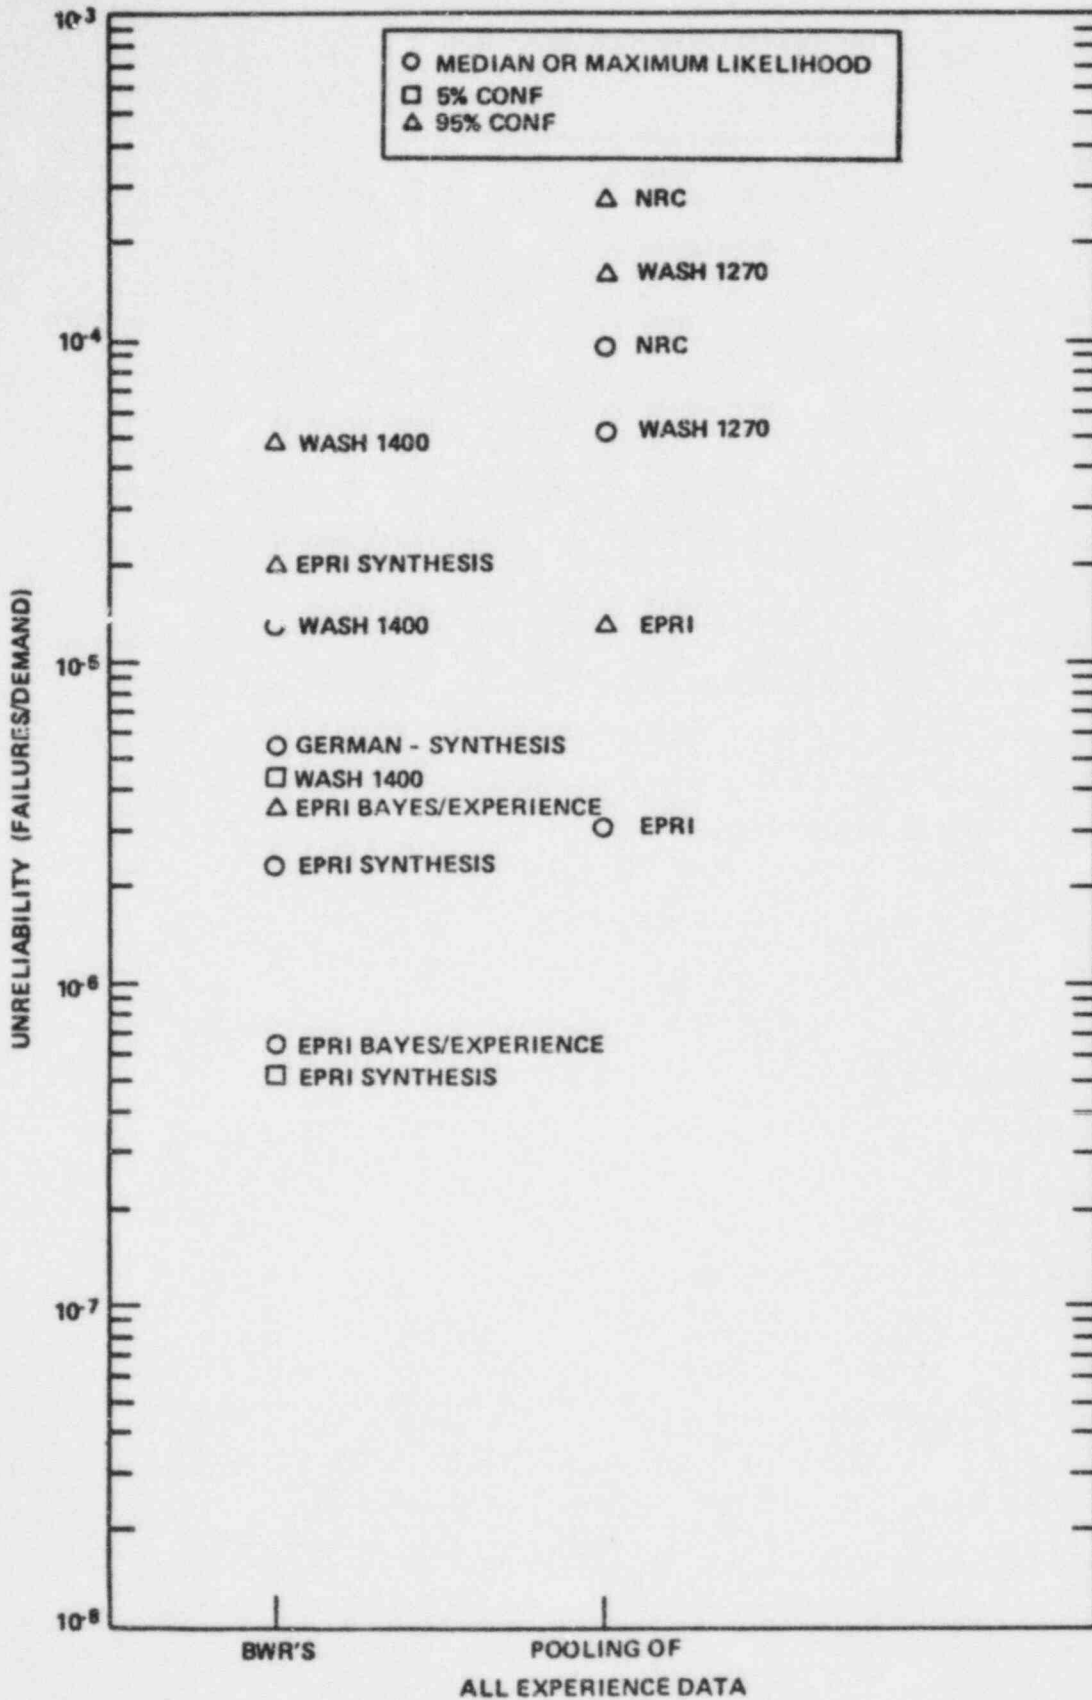 10-3
MEDIAN OR MAXIMUM LIKELIHOOD
5% CONF
95% CONF
NRC
WASH 1270
10-4
NRC
WASH 1270
WASH 1400
EPRI SYNTHESIS
WASH 1400
EPRI
10-5
GERMAN - SYNTHESIS
WASH 1400
EPRI BAYES/EXPERIENCE
EPRI
EPRI SYNTHESIS
UNRELIABILITY (FAILURES/DEMAND)
10-6
EPRI BAYES/EXPERIENCE
EPRI SYNTHESIS
10-7
10-8
BWR'S
POOLING OF
ALL EXPERIENCE DATA